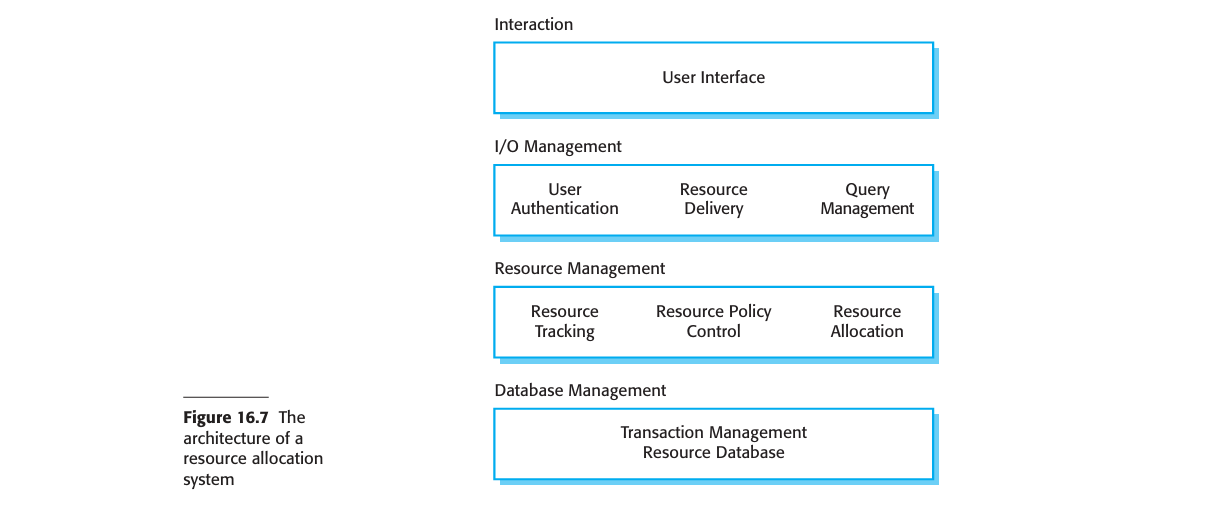 Interaction
User Interface
I/O Management
User
Authentication
Resource
Delivery
Query
Management
Resource Management
Resource
Tracking
Resource Policy
Control
Resource
Allocation
Database Management
Transaction Management
Resource Database
Figure 16.7 The
architecture of a
resource allocation
system